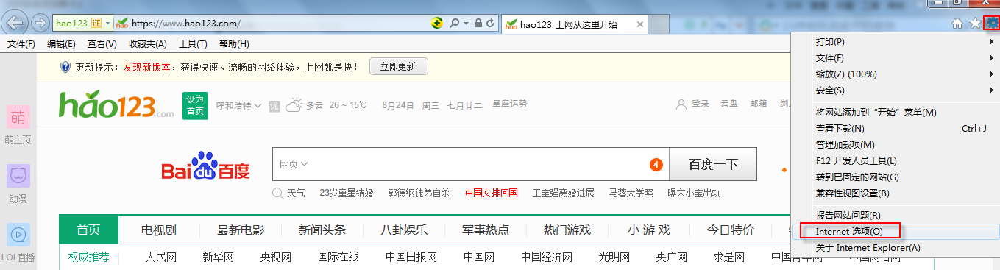 hao123 证 https://www.hao123.com/ hao123_上网从这里开始
文件(F) 编辑(E) 查看(V) 收藏夹(A) 工具(T) 帮助(H)
更新提示：发现新版本，获得快速、流畅的网络体验，上网就是快！ 立即更新
hao123.com 设为首页 呼和浩特 优 多云 26 ~ 15℃ 8月24日 周三 七月廿二 星座运势 登录 云盘 邮箱
萌
萌主页
动漫
LOL直播
Bai du 百度 网页 4 百度一下
天气 23岁童星结婚 郭德纲徒弟自杀 中国女排回国 王宝强离婚进展 马蓉大学照 曝宋小宝出轨
首页 电视剧 最新电影 新闻头条 八卦娱乐 军事热点 热门游戏 小 游 戏 今日特价
权威推荐 人民网 新华网 央视网 国际在线 中国日报网 中国网 中国经济网 光明网 央广网 求是网
打印(P)
文件(F)
缩放(Z) (100%)
安全(S)
将网站添加到“开始”菜单(M)
查看下载(N) Ctrl+J
管理加载项(M)
F12 开发人员工具(L)
转到已固定的网站(G)
兼容性视图设置(B)
报告网站问题(R)
Internet 选项(O)
关于 Internet Explorer(A)